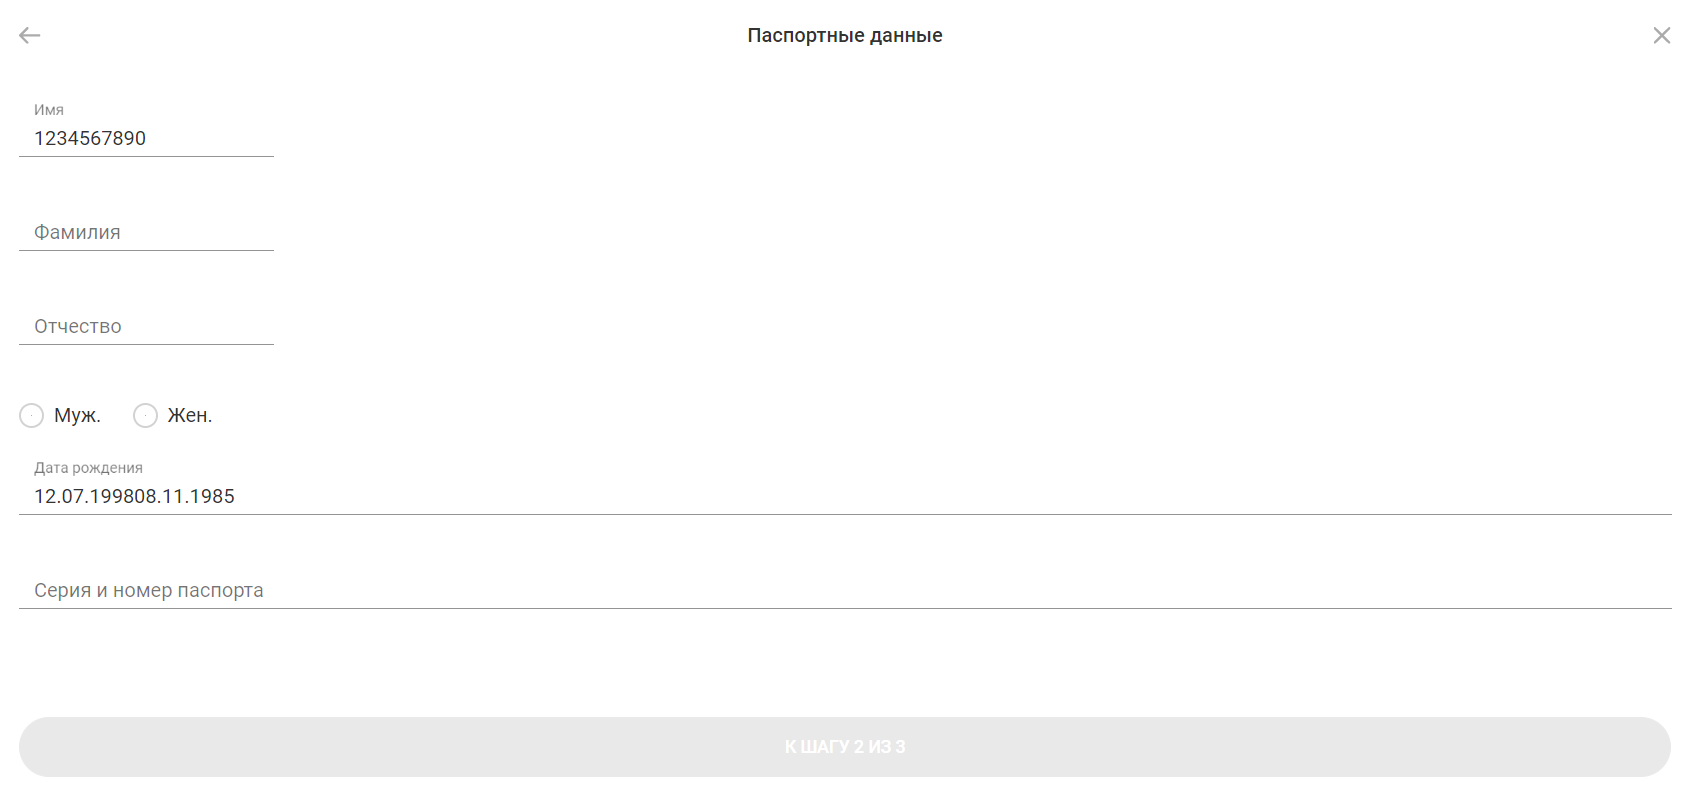 Паспортные данные
Имя
1234567890
Фамилия
Отчество
Муж. Жен.
Дата рождения
12.07.199808.11.1985
Серия и номер паспорта
К ШАГУ 2 ИЗ 3